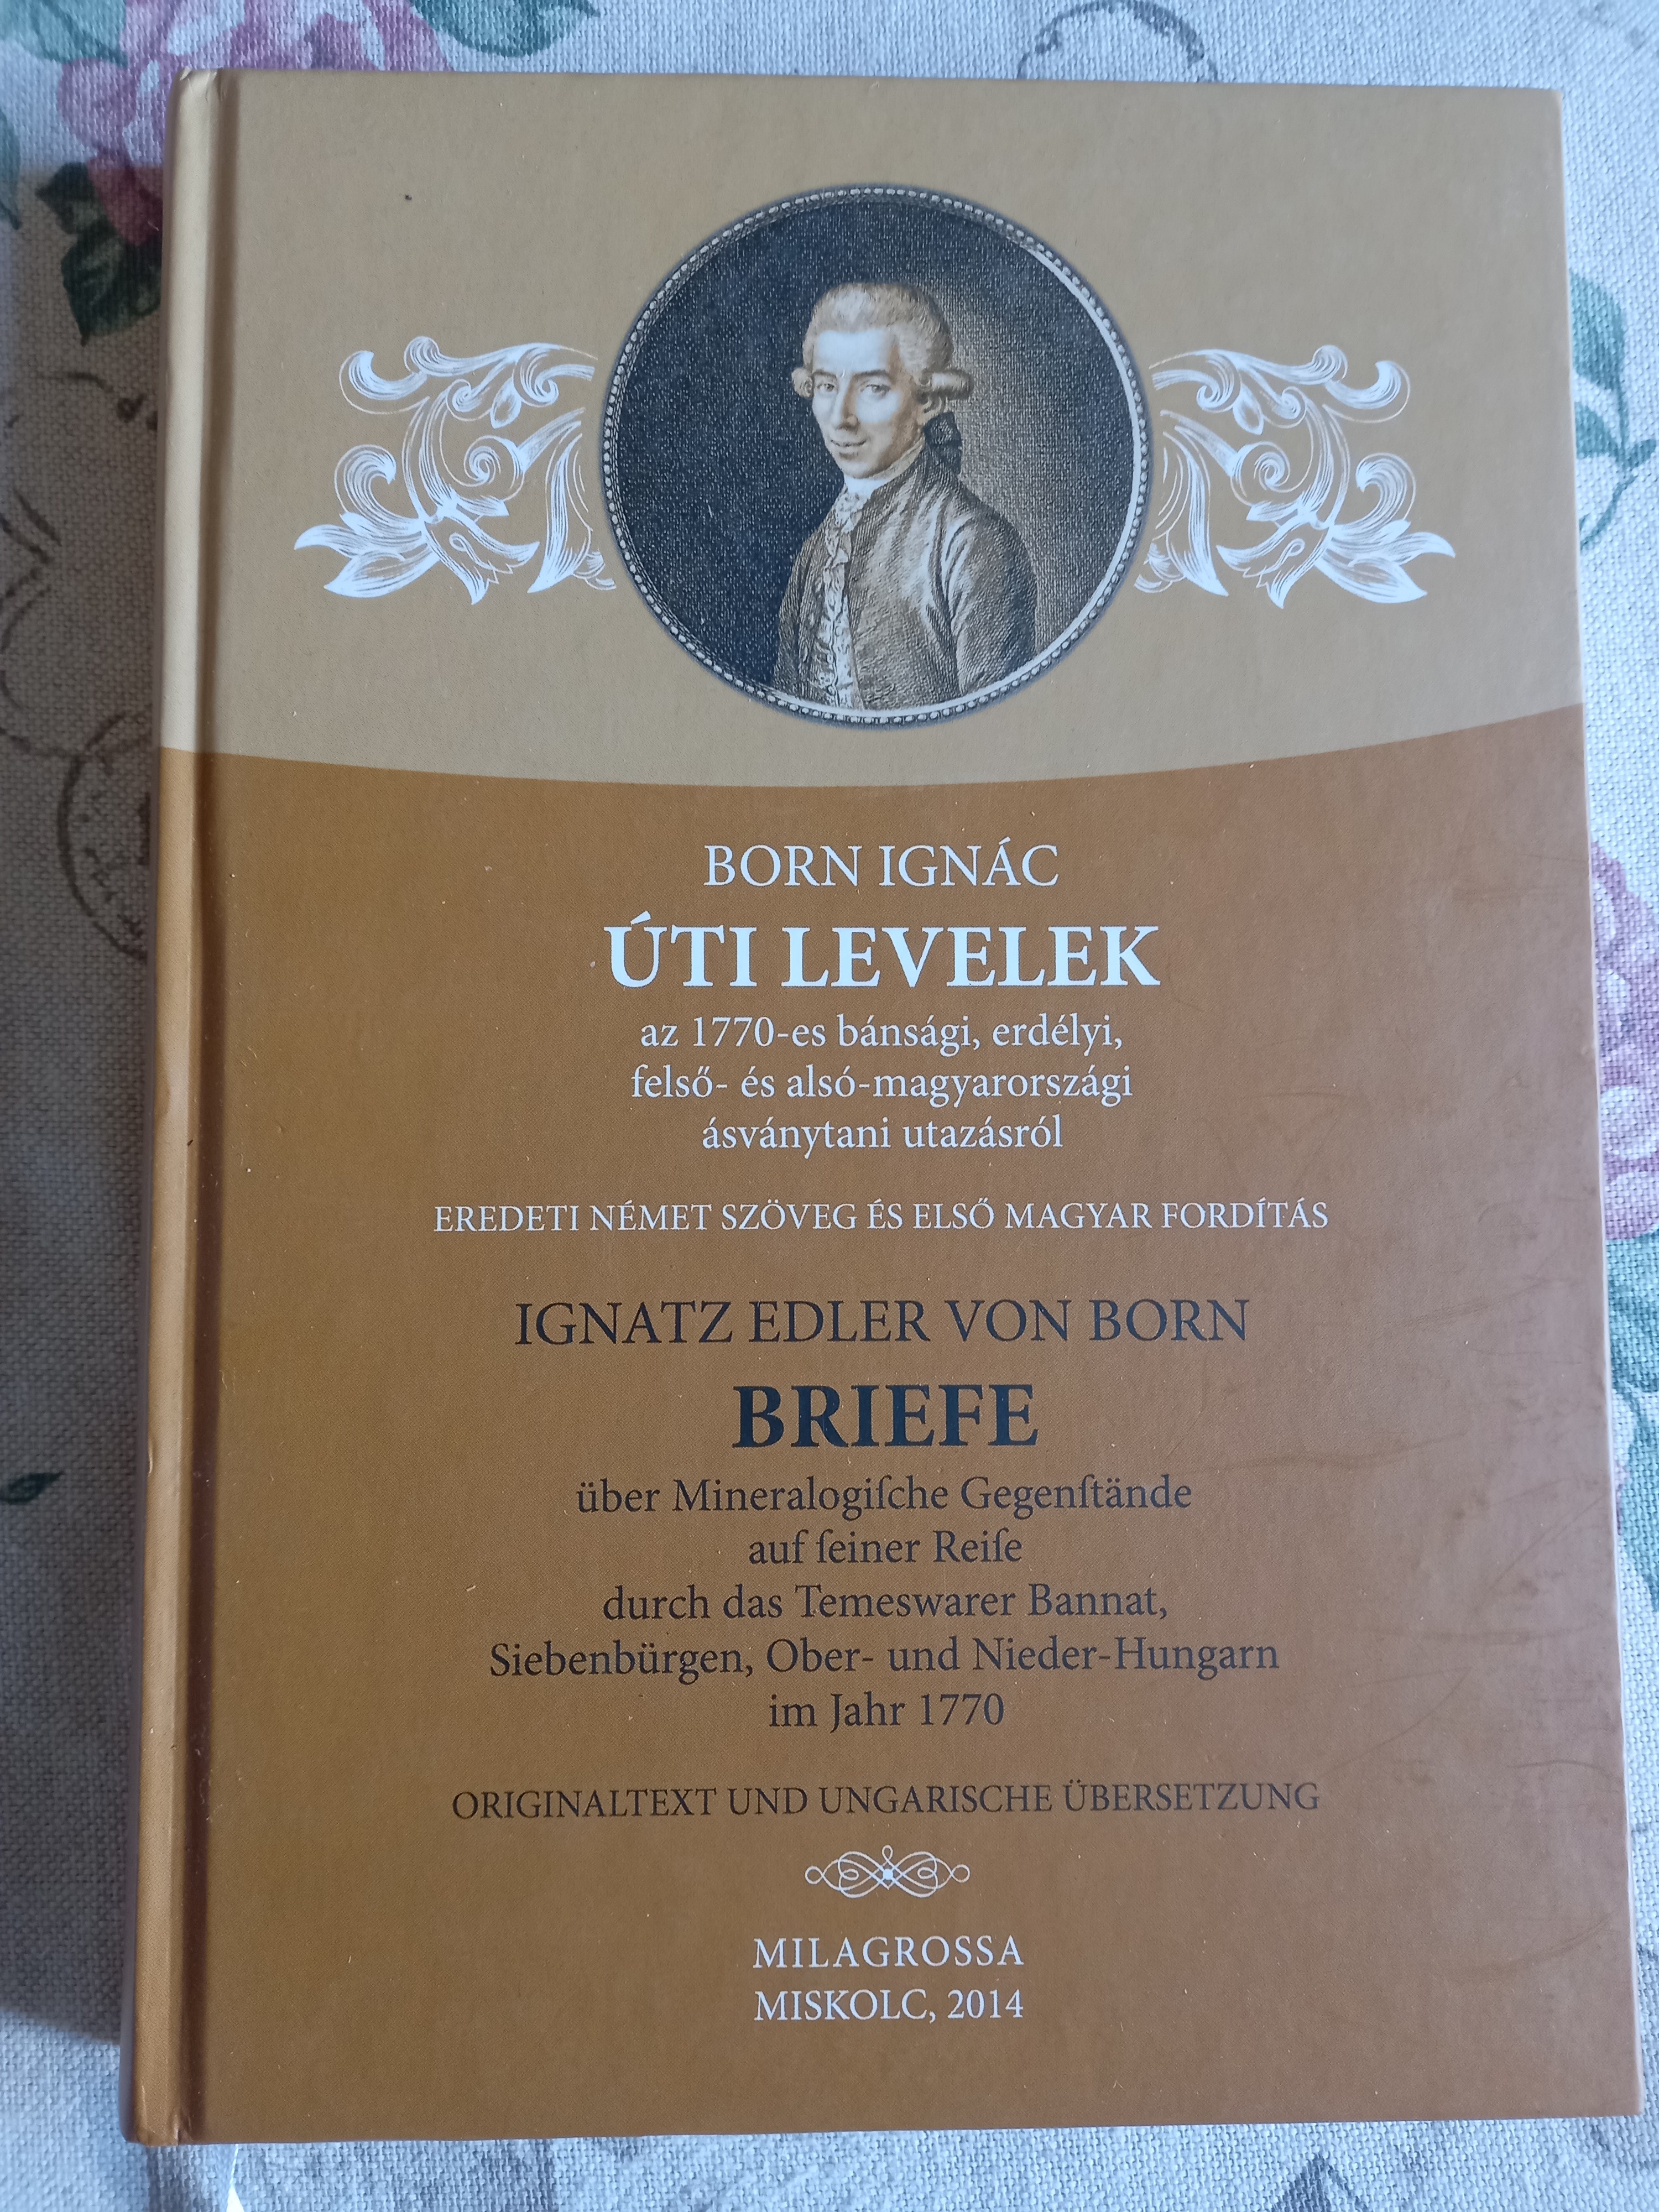 BORN IGNÁC
ÚTI LEVELEK
az 1770-es bánsági, erdélyi,
felső- és alsó-magyarországi
ásványtani utazásról
EREDETI NÉMET SZÖVEG ÉS ELSŐ MAGYAR FORDÍTÁS
IGNATZ EDLER VON BORN
BRIEFE
über Mineralogiſche Gegenſtände
auf ſeiner Reiſe
durch das Temeswarer Bannat,
Siebenbürgen, Ober- und Nieder-Hungarn
im Jahr 1770
ORIGINALTEXT UND UNGARISCHE ÜBERSETZUNG
MILAGROSSA
MISKOLC, 2014